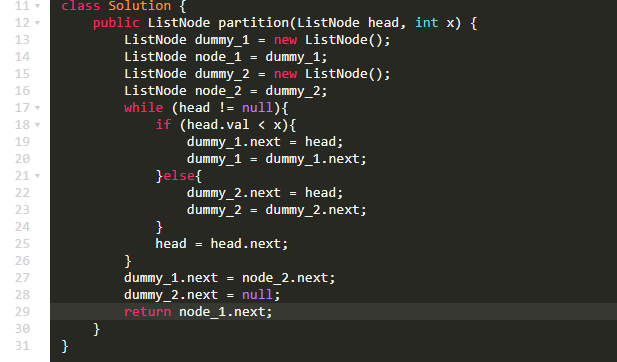 11 class Solution {
12     public ListNode partition(ListNode head, int x) {
13         ListNode dummy_1 = new ListNode();
14         ListNode node_1 = dummy_1;
15         ListNode dummy_2 = new ListNode();
16         ListNode node_2 = dummy_2;
17         while (head != null){
18             if (head.val < x){
19                 dummy_1.next = head;
20                 dummy_1 = dummy_1.next;
21             }else{
22                 dummy_2.next = head;
23                 dummy_2 = dummy_2.next;
24             }
25             head = head.next;
26         }
27         dummy_1.next = node_2.next;
28         dummy_2.next = null;
29         return node_1.next;
30     }
31 }